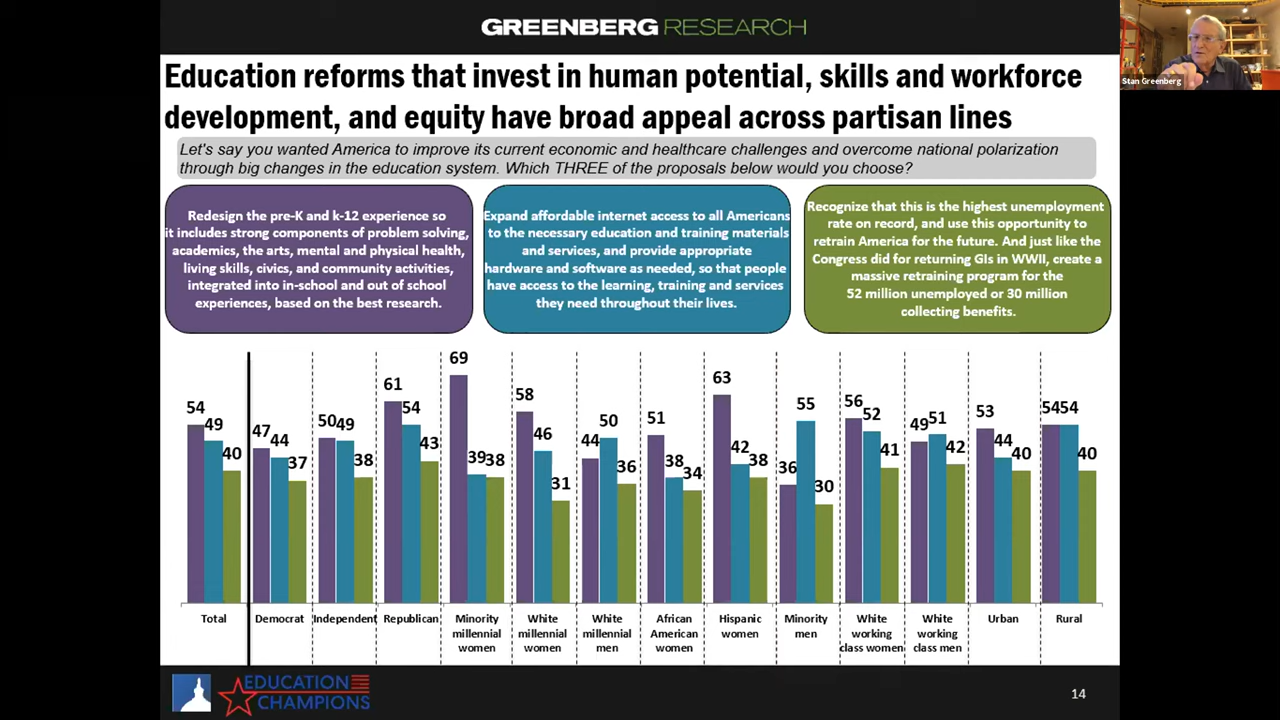 GREENBERG RESEARCH
Stan Greenberg
Education reforms that invest in human potential, skills and workforce
development, and equity have broad appeal across partisan lines
Let's say you wanted America to improve its current economic and healthcare challenges and overcome national polarization
through big changes in the education system. Which THREE of the proposals below would you choose?
Redesign the pre-K and k-12 experience so
it includes strong components of problem solving,
academics, the arts, mental and physical health,
living skills, civics, and community activities,
integrated into in-school and out of school
experiences, based on the best research.
Expand affordable internet access to all Americans
to the necessary education and training materials
and services, and provide appropriate
hardware and software as needed, so that people
have access to the learning, training and services
they need throughout their lives.
Recognize that this is the highest unemployment
rate on record, and use this opportunity to
retrain America for the future. And just like the
Congress did for returning GIs in WWII, create a
massive retraining program for the
52 million unemployed or 30 million
collecting benefits.
54 49 40
47 44 37
50 49 38
61 54 43
69 39 38
58 46 31
44 50 36
51 38 34
63 42 38
36 55 30
56 52 41
49 51 42
53 44 40
54 54 40
Total
Democrat
Independent
Republican
Minority
millennial
women
White
millennial
women
White
millennial
men
African
American
women
Hispanic
women
Minority
men
White
working
class women
White
working
class men
Urban
Rural
EDUCATION
CHAMPIONS
14